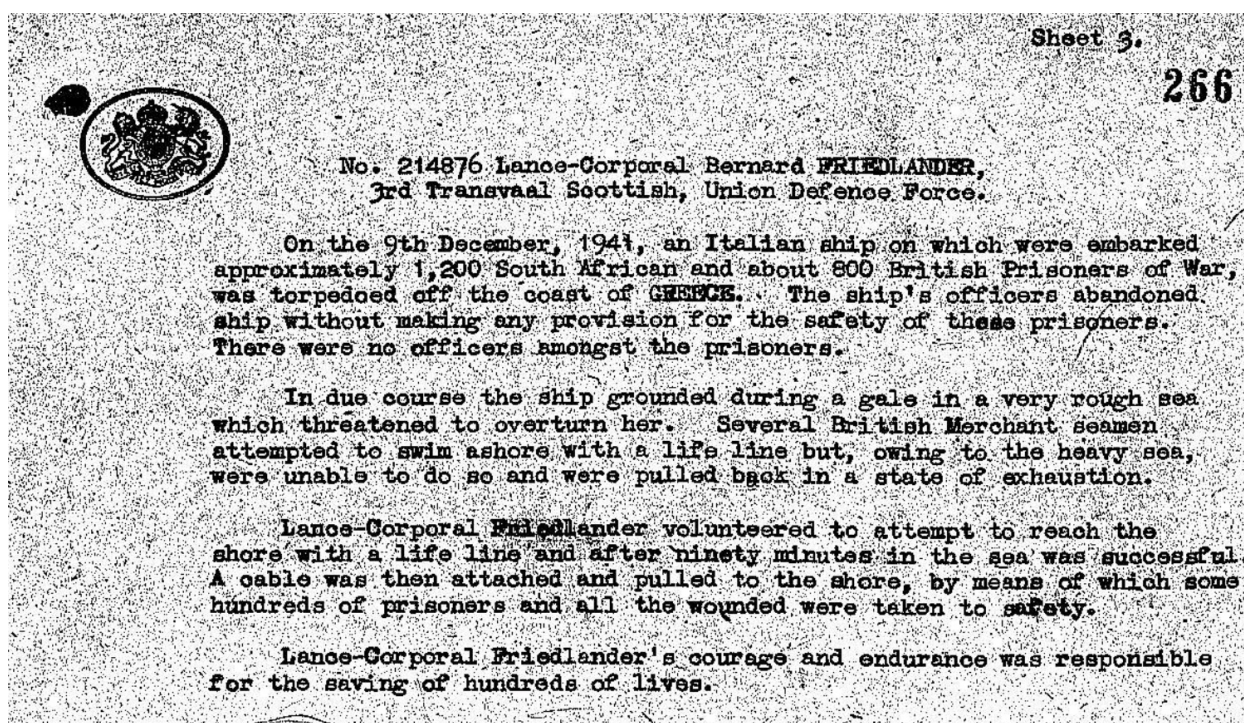 Sheet 3.
266
No. 214876 Lance-Corporal Bernard FRIEDLANDER,
3rd Transvaal Scottish, Union Defence Force.
On the 9th December, 1941, an Italian ship on which were embarked
approximately 1,200 South African and about 800 British Prisoners of War,
was torpedoed off the coast of GREECE. The ship's officers abandoned
ship without making any provision for the safety of these prisoners.
There were no officers amongst the prisoners.
In due course the ship grounded during a gale in a very rough sea
which threatened to overturn her. Several British Merchant seamen
attempted to swim ashore with a life line but, owing to the heavy sea,
were unable to do so and were pulled back in a state of exhaustion.
Lance-Corporal Friedlander volunteered to attempt to reach the
shore with a life line and after ninety minutes in the sea was successful.
A cable was then attached and pulled to the shore, by means of which some
hundreds of prisoners and all the wounded were taken to safety.
Lance-Corporal Friedlander's courage and endurance was responsible
for the saving of hundreds of lives.